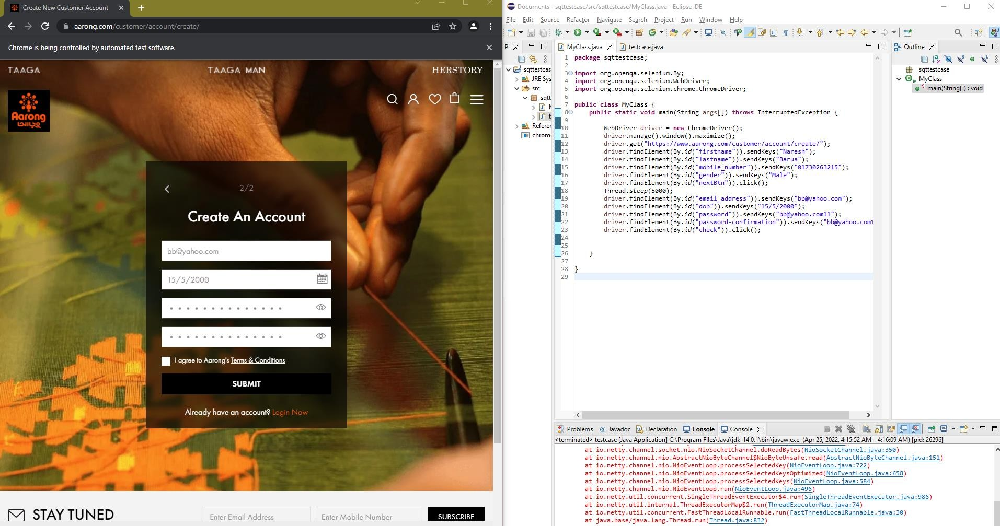 Create New Customer Account
aarong.com/customer/account/create/
Chrome is being controlled by automated test software.
TAAGA
TAAGA MAN
HERSTORY
Aarong
আড়ং
2/2
Create An Account
bb@yahoo.com
15/5/2000
I agree to Aarong's Terms & Conditions
SUBMIT
Already have an account? Login Now
STAY TUNED
Enter Email Address
Enter Mobile Number
SUBSCRIBE
Documents - sqttestcase/src/sqttestcase/MyClass.java - Eclipse IDE
File Edit Source Refactor Navigate Search Project Run Window Help
P
sqttestcas
JRE Sys
src
sqtt
Referer
chrome
MyClass.java
testcase.java
1 package sqttestcase;
2
3 import org.openqa.selenium.By;
4 import org.openqa.selenium.WebDriver;
5 import org.openqa.selenium.chrome.ChromeDriver;
6
7 public class MyClass {
8 public static void main(String args[]) throws InterruptedException {
9
10 WebDriver driver = new ChromeDriver();
11 driver.manage().window().maximize();
12 driver.get("https://www.aarong.com/customer/account/create/");
13 driver.findElement(By.id("firstname")).sendKeys("Naresh");
14 driver.findElement(By.id("lastname")).sendKeys("Barua");
15 driver.findElement(By.id("mobile_number")).sendKeys("01730263215");
16 driver.findElement(By.id("gender")).sendKeys("Male");
17 driver.findElement(By.id("nextBtn")).click();
18 Thread.sleep(5000);
19 driver.findElement(By.id("email_address")).sendKeys("bb@yahoo.com");
20 driver.findElement(By.id("dob")).sendKeys("15/5/2000");
21 driver.findElement(By.id("password")).sendKeys("bb@yahoo.com11");
22 driver.findElement(By.id("password-confirmation")).sendKeys("bb@yahoo.com1
23 driver.findElement(By.id("check")).click();
24
25
26 }
27
28 }
29
Outline
sqttestcase
MyClass
main(String[]) : void
Problems @ Javadoc Declaration Console Console
<terminated> testcase [Java Application] C:\Program Files\Java\jdk-14.0.1\bin\javaw.exe (Apr 25, 2022, 4:15:52 AM – 4:16:09 AM) [pid: 26296]
at io.netty.channel.socket.nio.NioSocketChannel.doReadBytes(NioSocketChannel.java:350)
at io.netty.channel.nio.AbstractNioByteChannel$NioByteUnsafe.read(AbstractNioByteChannel.java:151)
at io.netty.channel.nio.NioEventLoop.processSelectedKey(NioEventLoop.java:722)
at io.netty.channel.nio.NioEventLoop.processSelectedKeysOptimized(NioEventLoop.java:658)
at io.netty.channel.nio.NioEventLoop.processSelectedKeys(NioEventLoop.java:584)
at io.netty.channel.nio.NioEventLoop.run(NioEventLoop.java:496)
at io.netty.util.concurrent.SingleThreadEventExecutor$4.run(SingleThreadEventExecutor.java:986)
at io.netty.util.internal.ThreadExecutorMap$2.run(ThreadExecutorMap.java:74)
at io.netty.util.concurrent.FastThreadLocalRunnable.run(FastThreadLocalRunnable.java:30)
at java.base/java.lang.Thread.run(Thread.java:832)